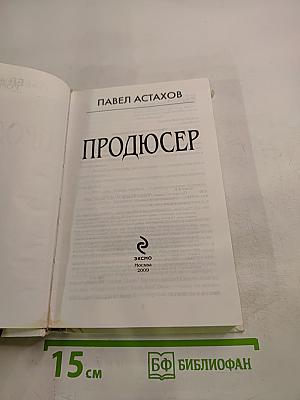 ПАВЕЛ АСТАХОВ
ПРОДЮСЕР
ЭКСМО
Москва
2009
15 см
БФ БИБЛИОФАН